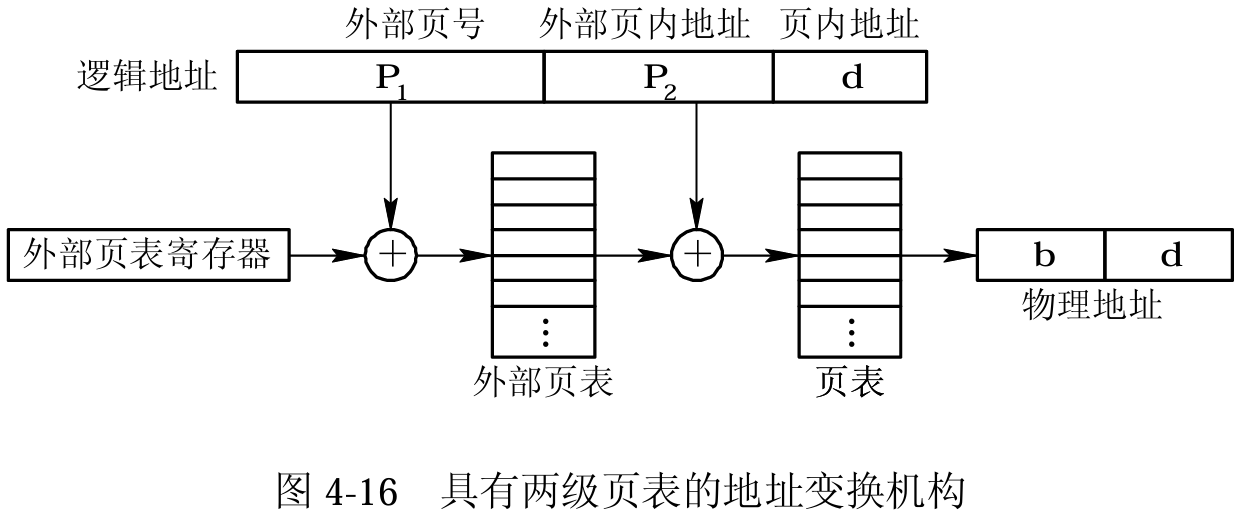 外部页号 外部页内地址 页内地址
逻辑地址 P1 P2 d
外部页表寄存器 + + b d
物理地址
外部页表 页表
图 4-16 具有两级页表的地址变换机构